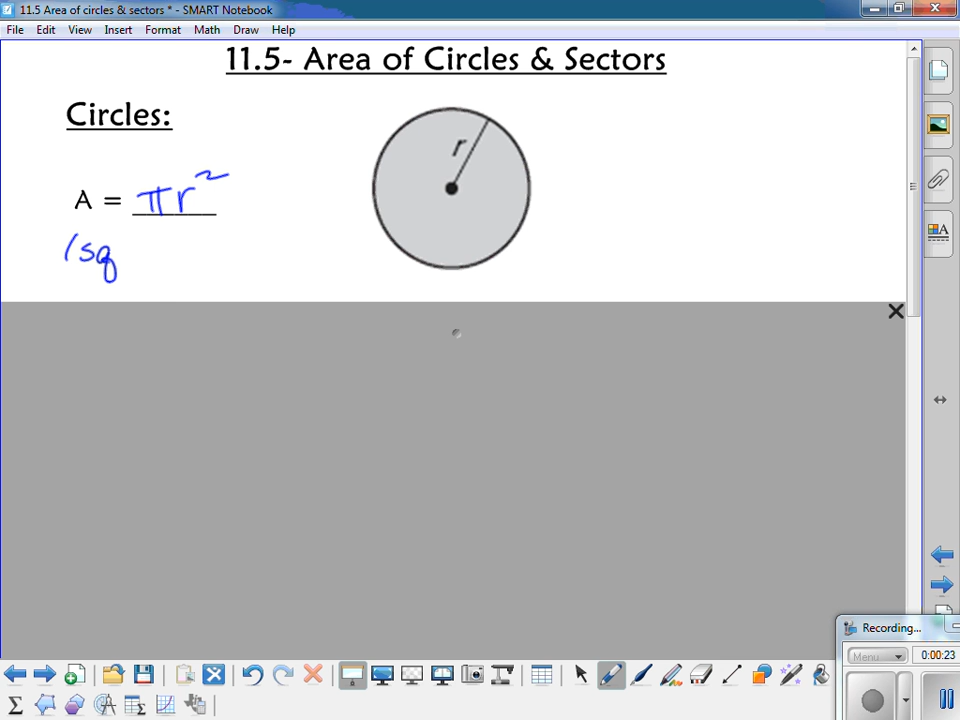 11.5 Area of circles & sectors * - SMART Notebook
File Edit View Insert Format Math Draw Help
11.5- Area of Circles & Sectors
Circles:
r
A = πr²
(sq
Recording...
Menu
0:00:23